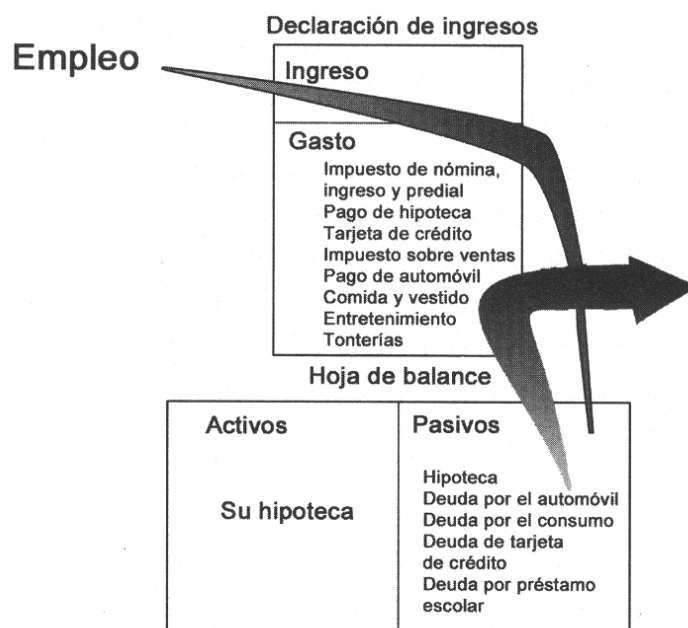 Declaración de ingresos
Empleo
Ingreso
Gasto
Impuesto de nómina,
ingreso y predial
Pago de hipoteca
Tarjeta de crédito
Impuesto sobre ventas
Pago de automóvil
Comida y vestido
Entretenimiento
Tonterías
Hoja de balance
Activos
Su hipoteca
Pasivos
Hipoteca
Deuda por el automóvil
Deuda por el consumo
Deuda de tarjeta
de crédito
Deuda por préstamo
escolar